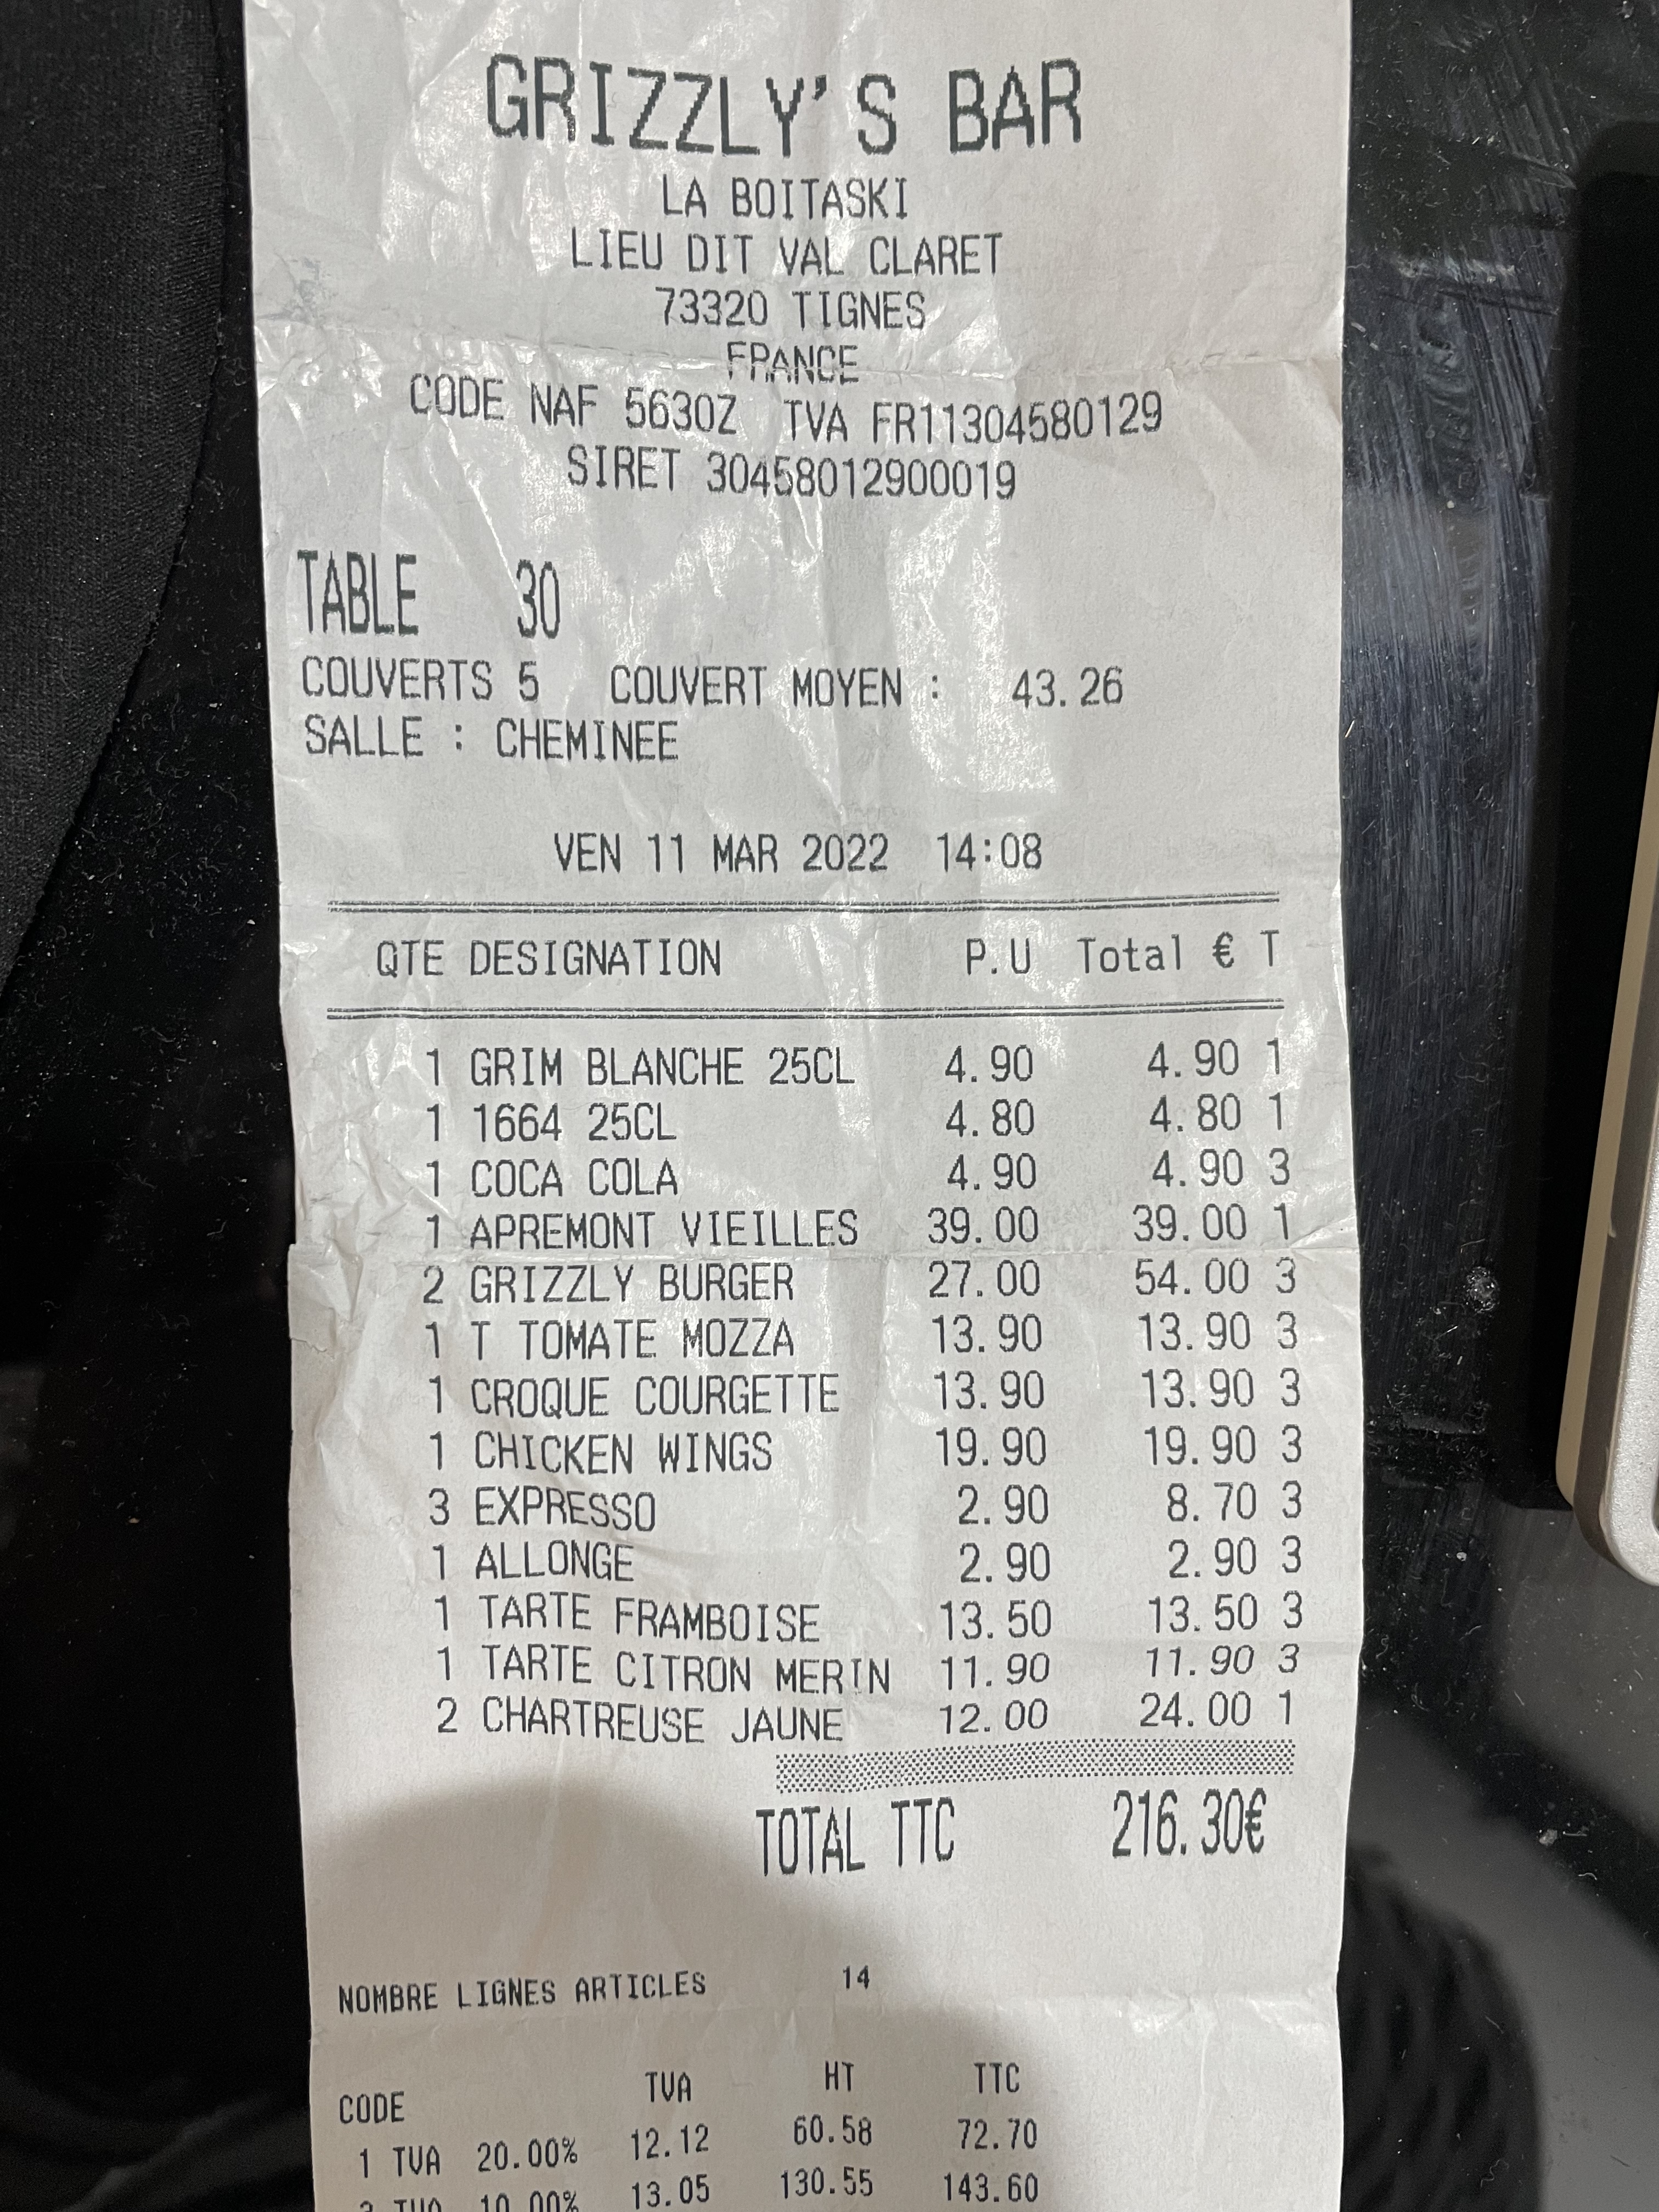 GRIZZLY'S BAR
LA BOITASKI
LIEU DIT VAL CLARET
73320 TIGNES
FRANCE
CODE NAF 5630Z TVA FR11304580129
SIRET 30458012900019
TABLE 30
COUVERTS 5 COUVERT MOYEN : 43.26
SALLE : CHEMINEE
VEN 11 MAR 2022 14:08
QTE DESIGNATION P.U Total € T
1 GRIM BLANCHE 25CL 4.90 4.90 1
1 1664 25CL 4.80 4.80 1
1 COCA COLA 4.90 4.90 3
1 APREMONT VIEILLES 39.00 39.00 1
2 GRIZZLY BURGER 27.00 54.00 3
1 T TOMATE MOZZA 13.90 13.90 3
1 CROQUE COURGETTE 13.90 13.90 3
1 CHICKEN WINGS 19.90 19.90 3
3 EXPRESSO 2.90 8.70 3
1 ALLONGE 2.90 2.90 3
1 TARTE FRAMBOISE 13.50 13.50 3
1 TARTE CITRON MERIN 11.90 11.90 3
2 CHARTREUSE JAUNE 12.00 24.00 1
TOTAL TTC 216.30€
NOMBRE LIGNES ARTICLES 14
CODE TVA HT TTC
1 TVA 20.00% 12.12 60.58 72.70
3 TVA 10.00% 13.05 130.55 143.60